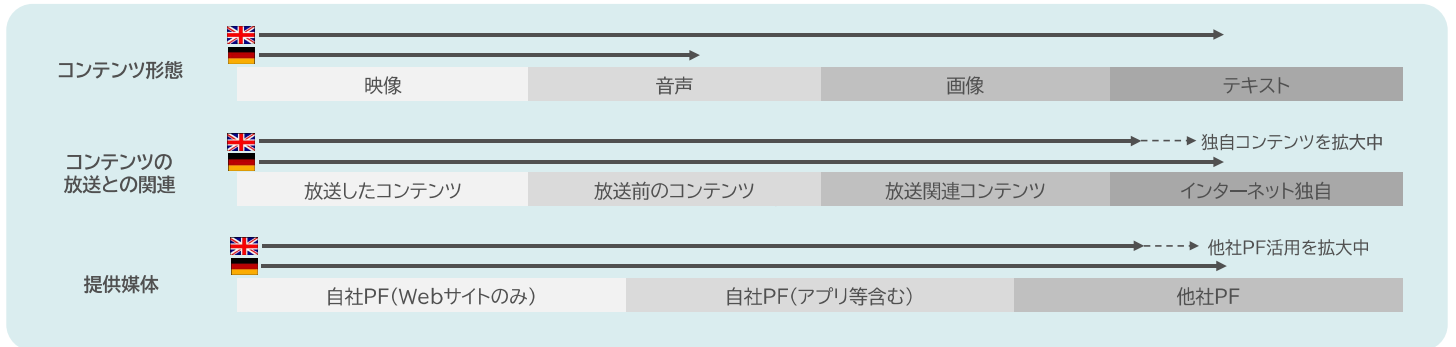 コンテンツ形態
映像
音声
画像
テキスト
コンテンツの
放送との関連
独自コンテンツを拡大中
放送したコンテンツ
放送前のコンテンツ
放送関連コンテンツ
インターネット独自
提供媒体
他社PF活用を拡大中
自社PF(Webサイトのみ)
自社PF(アプリ等含む)
他社PF